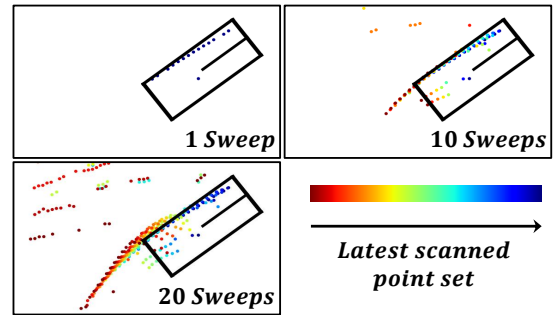 1 Sweep
10 Sweeps
20 Sweeps
Latest scanned
point set